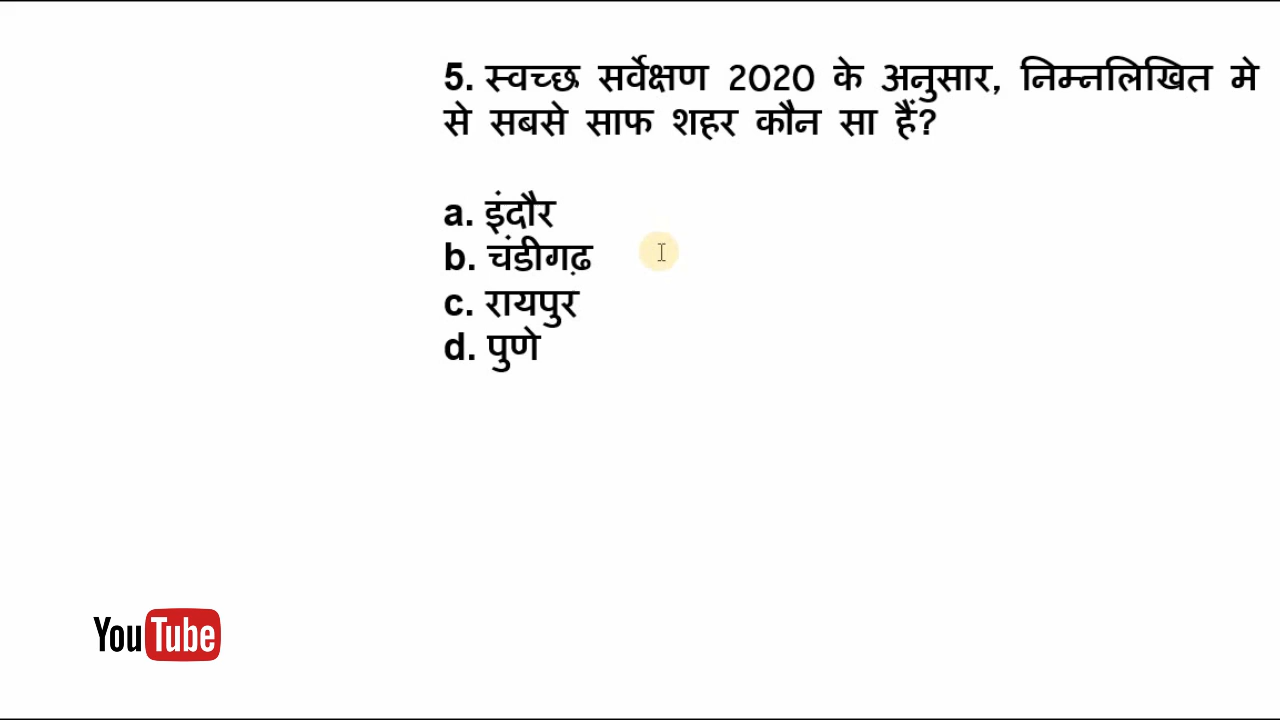 5. स्वच्छ सर्वेक्षण 2020 के अनुसार, निम्नलिखित मे
से सबसे साफ शहर कौन सा हैं?
a. इंदौर
b. चंडीगढ़
c. रायपुर
d. पुणे
YouTube